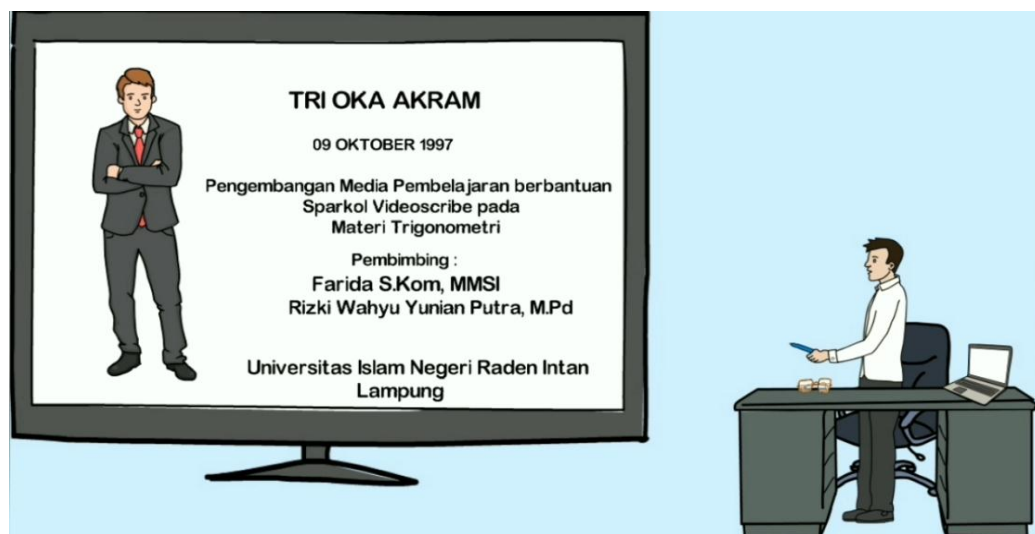 TRI OKA AKRAM
09 OKTOBER 1997
Pengembangan Media Pembelajaran berbantuan
Sparkol Videoscribe pada
Materi Trigonometri
Pembimbing :
Farida S.Kom, MMSI
Rizki Wahyu Yunian Putra, M.Pd
Universitas Islam Negeri Raden Intan
Lampung